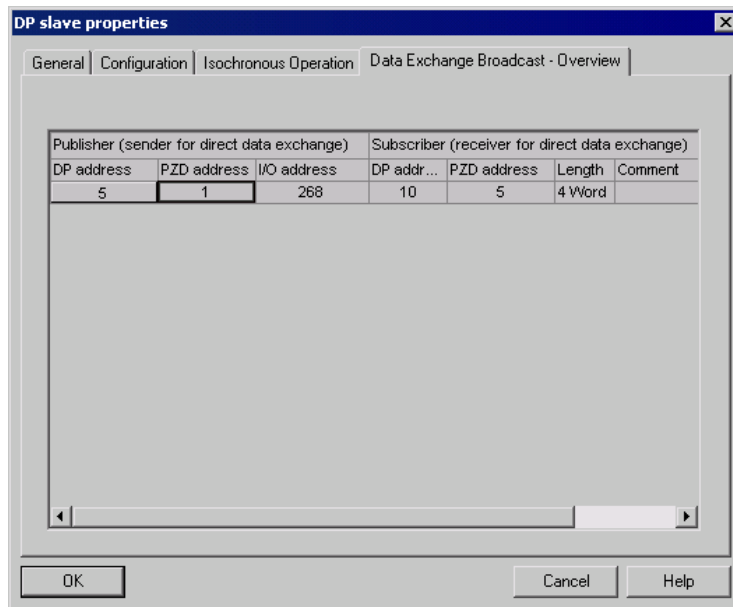 DP slave properties
General Configuration Isochronous Operation Data Exchange Broadcast - Overview
Publisher (sender for direct data exchange) Subscriber (receiver for direct data exchange)
DP address PZD address I/O address DP addr... PZD address Length Comment
5 1 268 10 5 4 Word
OK Cancel Help